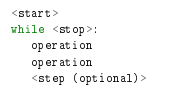 <start>
while <stop>:
   operation
   operation
   <step (optional)>